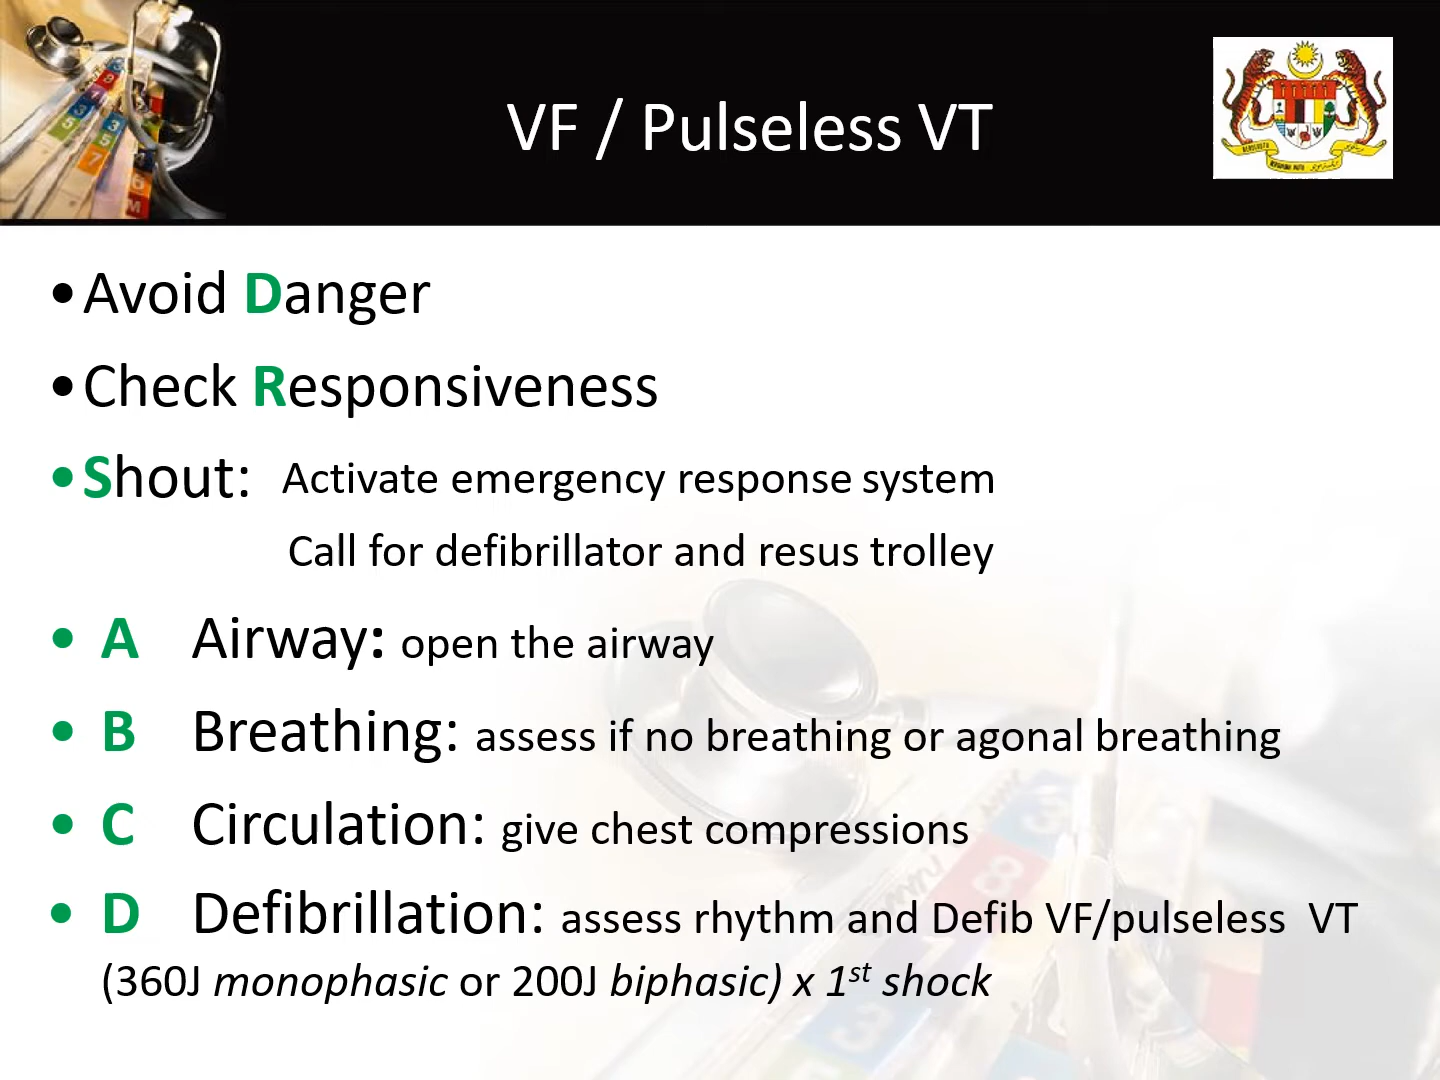 VF / Pulseless VT
•Avoid Danger
•Check Responsiveness
•Shout: Activate emergency response system
Call for defibrillator and resus trolley
• A Airway: open the airway
• B Breathing: assess if no breathing or agonal breathing
• C Circulation: give chest compressions
• D Defibrillation: assess rhythm and Defib VF/pulseless VT
(360J monophasic or 200J biphasic) x 1st shock